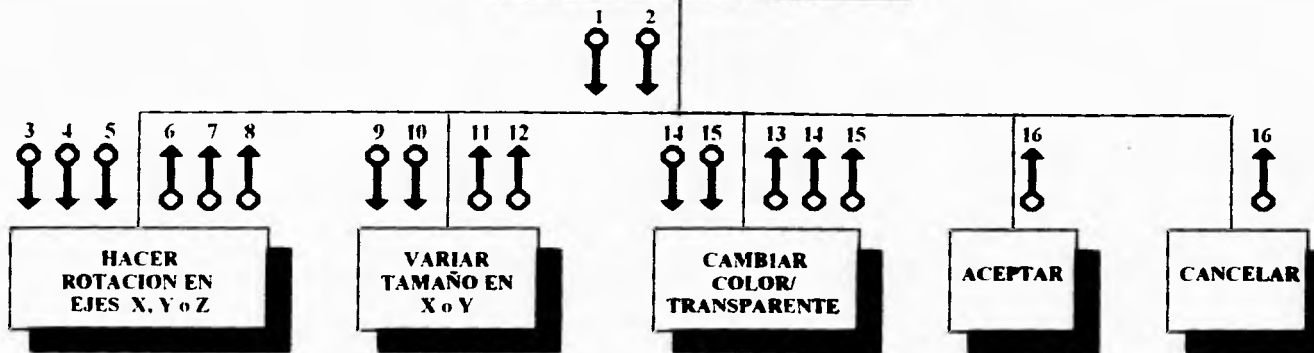 1 2
3 4 5 6 7 8 9 10 11 12 14 15 13 14 15 16 16
HACER
ROTACION EN
EJES X, Y o Z
VARIAR
TAMAÑO EN
X o Y
CAMBIAR
COLOR/
TRANSPARENTE
ACEPTAR
CANCELAR